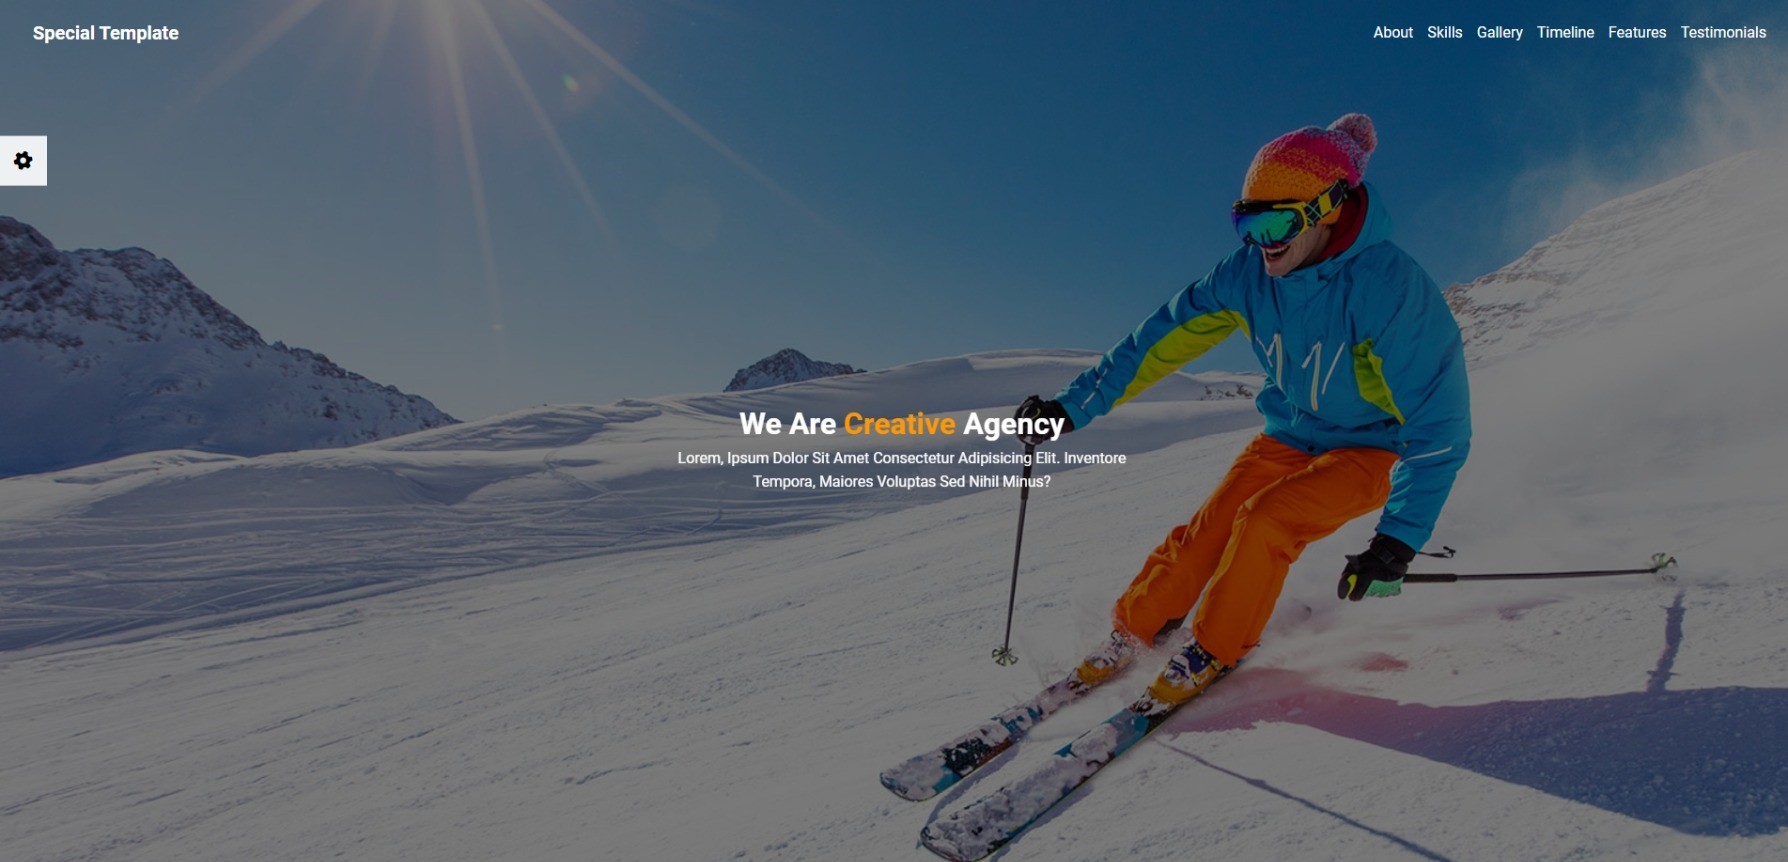 Special Template
About Skills Gallery Timeline Features Testimonials
We Are Creative Agency
Lorem, Ipsum Dolor Sit Amet Consectetur Adipisicing Elit. Inventore
Tempora, Maiores Voluptas Sed Nihil Minus?